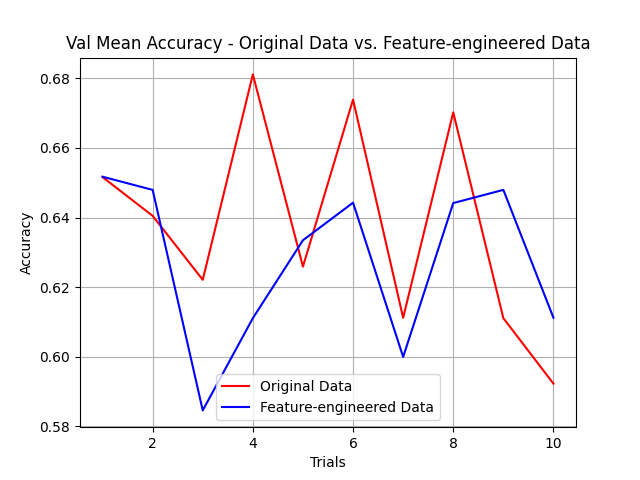 Val Mean Accuracy - Original Data vs. Feature-engineered Data
0.68
0.66
0.64
0.62
0.60
0.58
Accuracy
Original Data
Feature-engineered Data
2
4
6
8
10
Trials